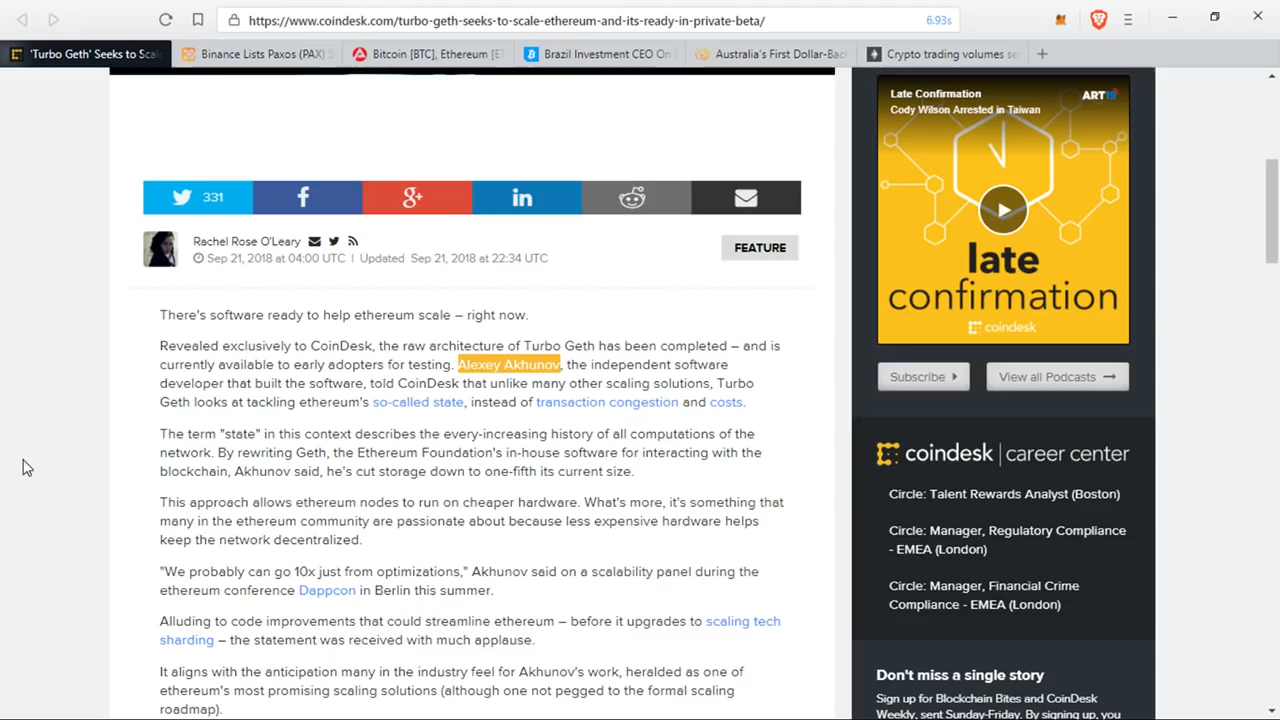 https://www.coindesk.com/turbo-geth-seeks-to-scale-ethereum-and-its-ready-in-private-beta/
6.93s
'Turbo Geth' Seeks to Scal
Binance Lists Paxos (PAX) S
Bitcoin [BTC], Ethereum [ET
Brazil Investment CEO On F
Australia's First Dollar-Bac
Crypto trading volumes se
331
Rachel Rose O'Leary
Sep 21, 2018 at 04:00 UTC | Updated Sep 21, 2018 at 22:34 UTC
FEATURE
There's software ready to help ethereum scale – right now.
Revealed exclusively to CoinDesk, the raw architecture of Turbo Geth has been completed – and is
currently available to early adopters for testing. Alexey Akhunov, the independent software
developer that built the software, told CoinDesk that unlike many other scaling solutions, Turbo
Geth looks at tackling ethereum's so-called state, instead of transaction congestion and costs.
The term "state" in this context describes the every-increasing history of all computations of the
network. By rewriting Geth, the Ethereum Foundation's in-house software for interacting with the
blockchain, Akhunov said, he's cut storage down to one-fifth its current size.
This approach allows ethereum nodes to run on cheaper hardware. What's more, it's something that
many in the ethereum community are passionate about because less expensive hardware helps
keep the network decentralized.
"We probably can go 10x just from optimizations," Akhunov said on a scalability panel during the
ethereum conference Dappcon in Berlin this summer.
Alluding to code improvements that could streamline ethereum – before it upgrades to scaling tech
sharding – the statement was received with much applause.
It aligns with the anticipation many in the industry feel for Akhunov's work, heralded as one of
ethereum's most promising scaling solutions (although one not pegged to the formal scaling
roadmap).
Late Confirmation
Cody Wilson Arrested in Taiwan
ART19
late
confirmation
coindesk
Subscribe
View all Podcasts
coindesk | career center
Circle: Talent Rewards Analyst (Boston)
Circle: Manager, Regulatory Compliance
- EMEA (London)
Circle: Manager, Financial Crime
Compliance - EMEA (London)
Don't miss a single story
Sign up for Blockchain Bites and CoinDesk
Weekly, sent Sunday-Friday. By signing up, you